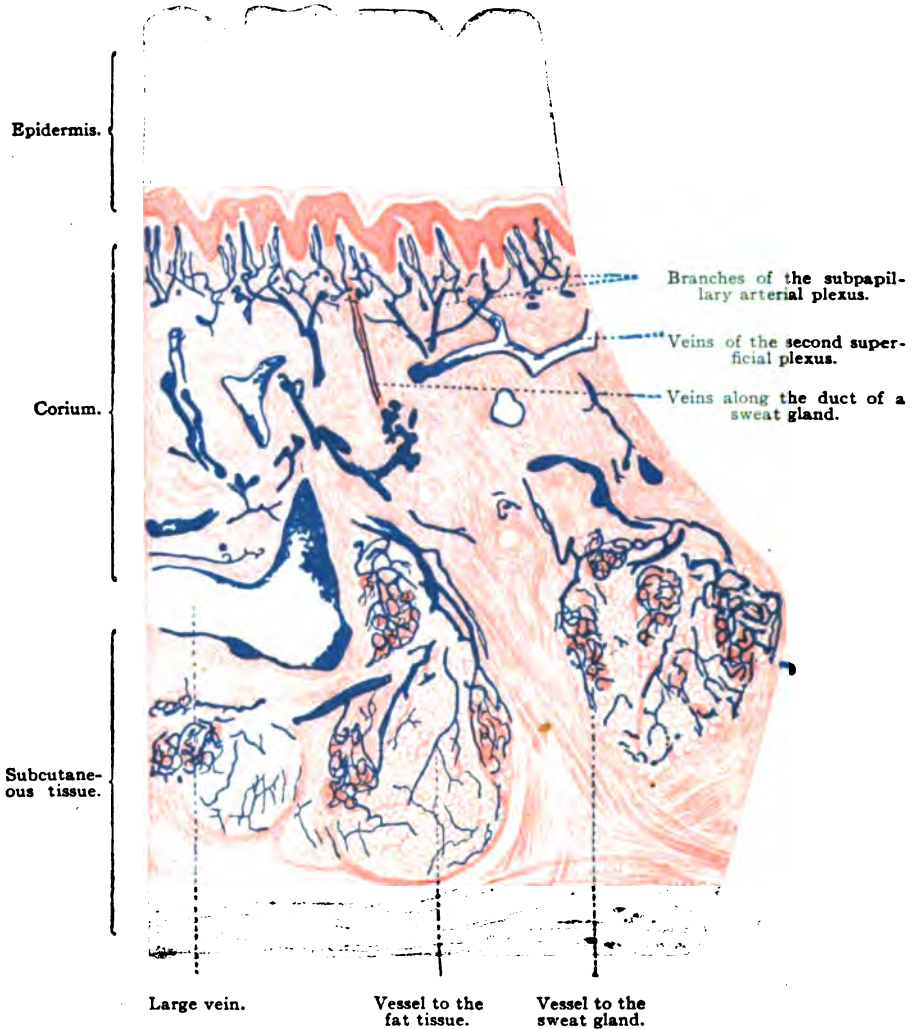 Epidermis.
Branches of the subpapil-
lary arterial plexus.
Veins of the second super-
ficial plexus.
Veins along the duct of a
sweat gland.
Corium.
Subcutane-
ous tissue.
Large vein.
Vessel to the
fat tissue.
Vessel to the
sweat gland.